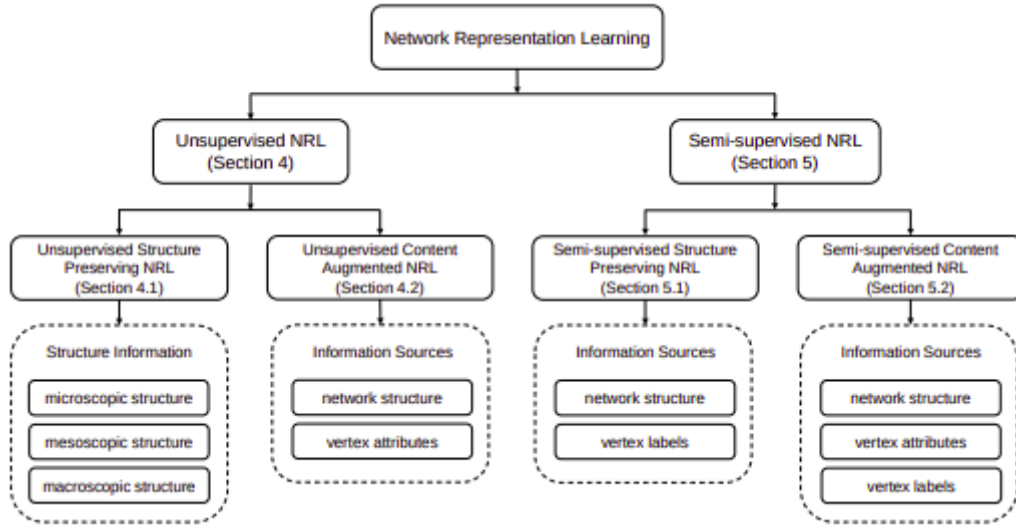 Network Representation Learning
Unsupervised NRL
(Section 4)
Semi-supervised NRL
(Section 5)
Unsupervised Structure
Preserving NRL
(Section 4.1)
Unsupervised Content
Augmented NRL
(Section 4.2)
Semi-supervised Structure
Preserving NRL
(Section 5.1)
Semi-supervised Content
Augmented NRL
(Section 5.2)
Structure Information
microscopic structure
mesoscopic structure
macroscopic structure
Information Sources
network structure
vertex attributes
Information Sources
network structure
vertex labels
Information Sources
network structure
vertex attributes
vertex labels